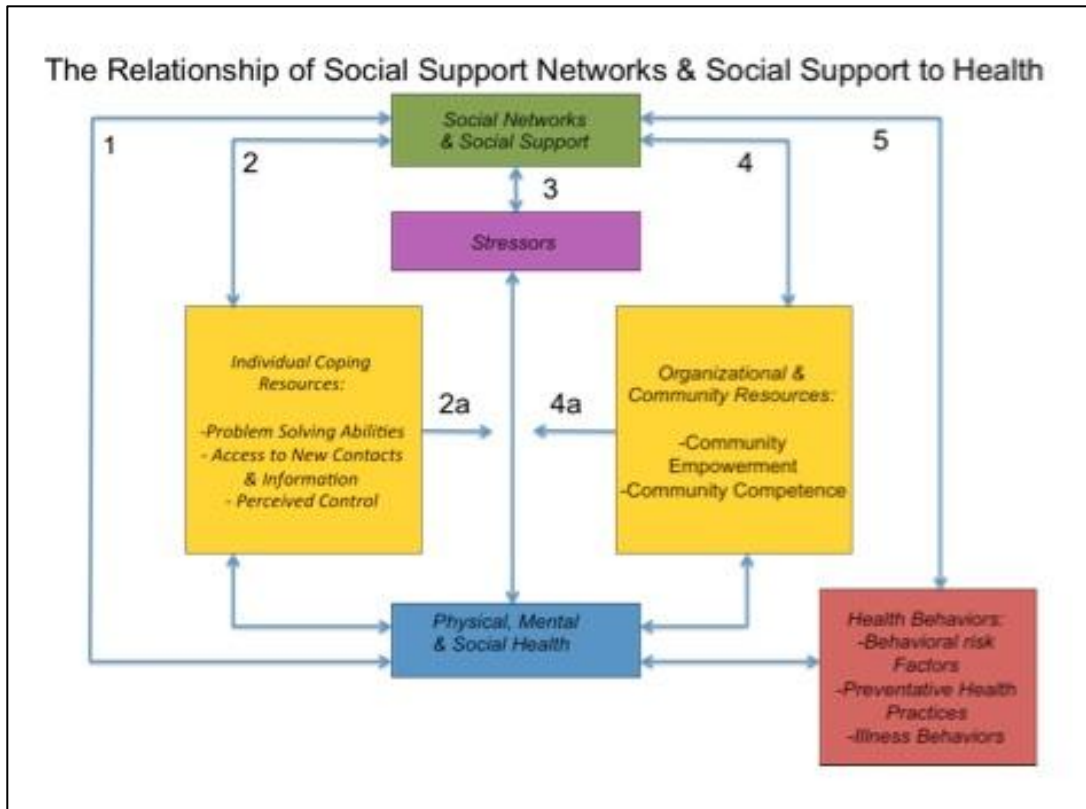 The Relationship of Social Support Networks & Social Support to Health
1
2
3
4
5
Social Networks
& Social Support
Stressors
Individual Coping
Resources:
-Problem Solving Abilities
- Access to New Contacts
& Information
- Perceived Control
2a
4a
Organizational &
Community Resources:
-Community
Empowerment
-Community Competence
Physical, Mental
& Social Health
Health Behaviors:
-Behavioral risk
Factors
-Preventative Health
Practices
-Illness Behaviors